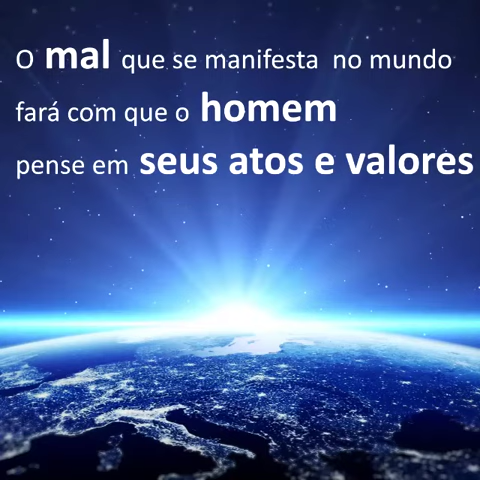 O mal que se manifesta no mundo
fará com que o homem
pense em seus atos e valores